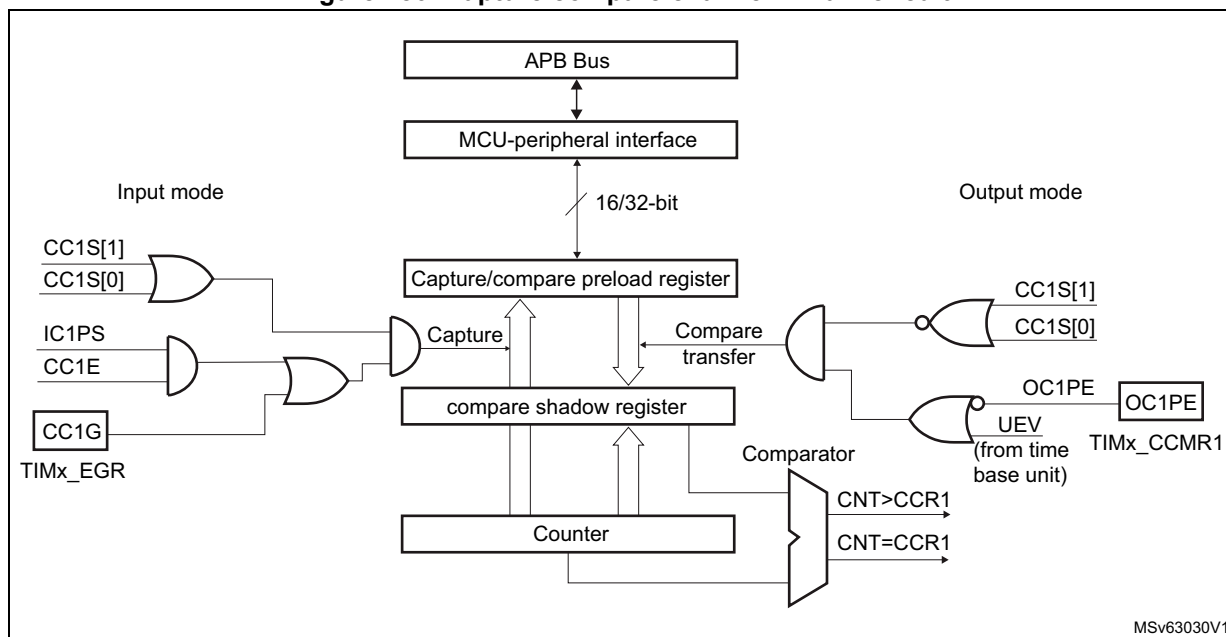 APB Bus
MCU-peripheral interface
Input mode
16/32-bit
Output mode
CC1S[1]
CC1S[0]
Capture/compare preload register
CC1S[1]
CC1S[0]
IC1PS
CC1E
Capture
Compare
transfer
compare shadow register
OC1PE
OC1PE
CC1G
TIMx_EGR
UEV
(from time
base unit)
TIMx_CCMR1
Comparator
CNT>CCR1
Counter
CNT=CCR1
MSv63030V1